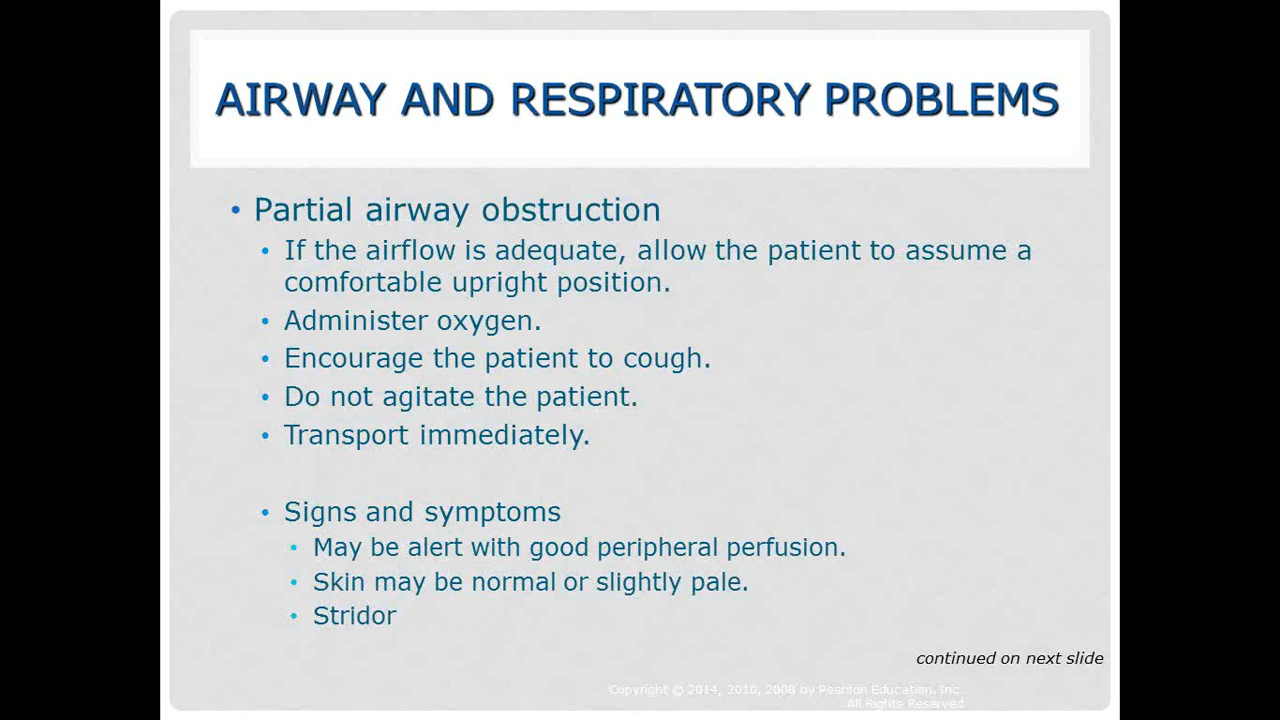 AIRWAY AND RESPIRATORY PROBLEMS
• Partial airway obstruction
• If the airflow is adequate, allow the patient to assume a
comfortable upright position.
• Administer oxygen.
• Encourage the patient to cough.
• Do not agitate the patient.
• Transport immediately.
• Signs and symptoms
• May be alert with good peripheral perfusion.
• Skin may be normal or slightly pale.
• Stridor
continued on next slide
Copyright © 2014, 2010, 2008 by Pearson Education, Inc.
All Rights Reserved